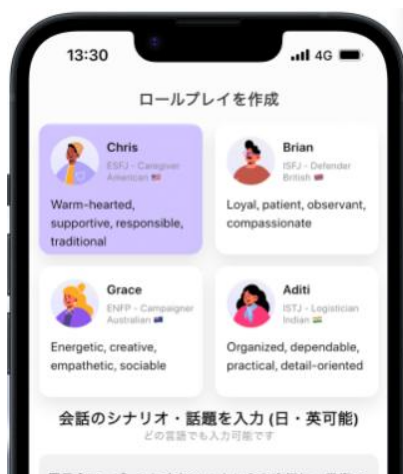 13:30
4G
ロールプレイを作成
Chris
ESFJ - Caregiver
American 🇺🇸
Warm-hearted,
supportive, responsible,
traditional
Brian
ISFJ - Defender
British 🇬🇧
Loyal, patient, observant,
compassionate
Grace
ENFP - Campaigner
Australian 🇦🇺
Energetic, creative,
empathetic, sociable
Aditi
ISTJ - Logistician
Indian 🇮🇳
Organized, dependable,
practical, detail-oriented
会話のシナリオ・話題を入力 (日・英可能)
どの言語でも入力可能です